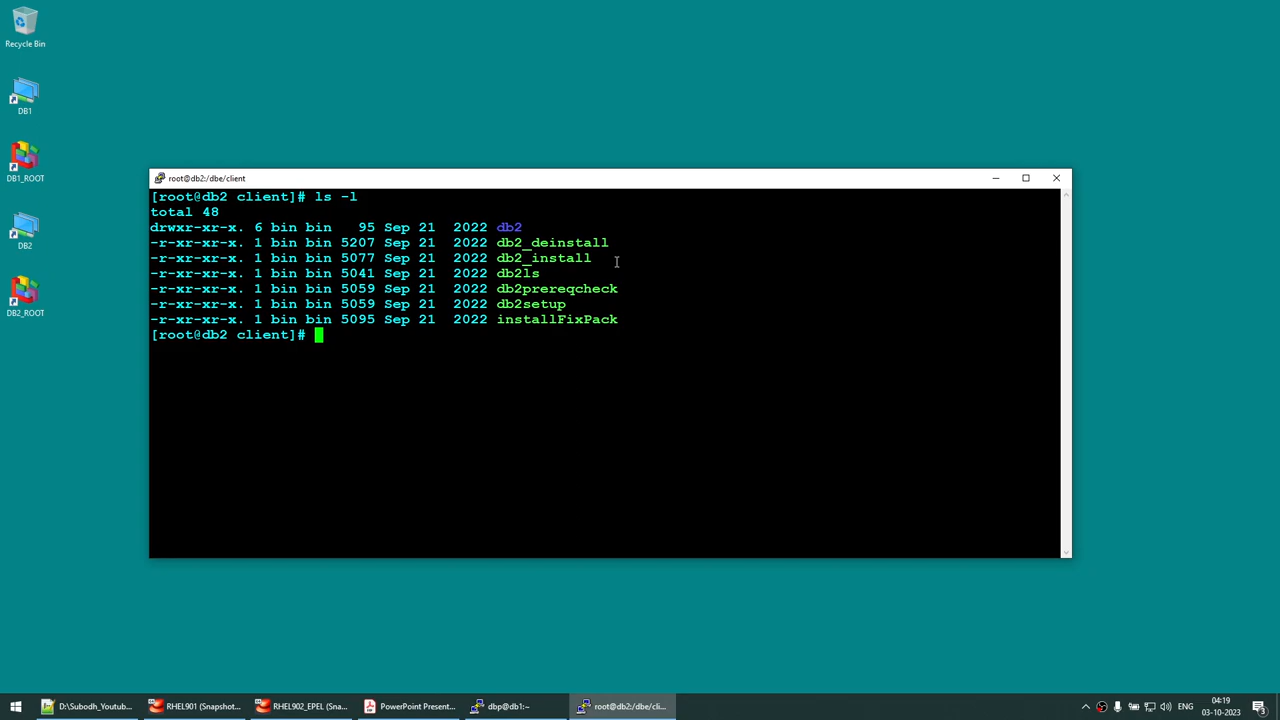 Recycle Bin
DB1
DB1_ROOT
DB2
DB2_ROOT
root@db2:/dbe/client
[root@db2 client]# ls -l
total 48
drwxr-xr-x. 6 bin bin   95 Sep 21  2022 db2
-r-xr-xr-x. 1 bin bin 5207 Sep 21  2022 db2_deinstall
-r-xr-xr-x. 1 bin bin 5077 Sep 21  2022 db2_install
-r-xr-xr-x. 1 bin bin 5041 Sep 21  2022 db2ls
-r-xr-xr-x. 1 bin bin 5059 Sep 21  2022 db2prereqcheck
-r-xr-xr-x. 1 bin bin 5059 Sep 21  2022 db2setup
-r-xr-xr-x. 1 bin bin 5095 Sep 21  2022 installFixPack
[root@db2 client]#
D:\Subodh_Youtub...
RHEL901 (Snapshot...
RHEL902_EPEL (Sna...
PowerPoint Present...
dbp@db1:~
root@db2:/dbe/cli...
ENG
04:19
03-10-2023